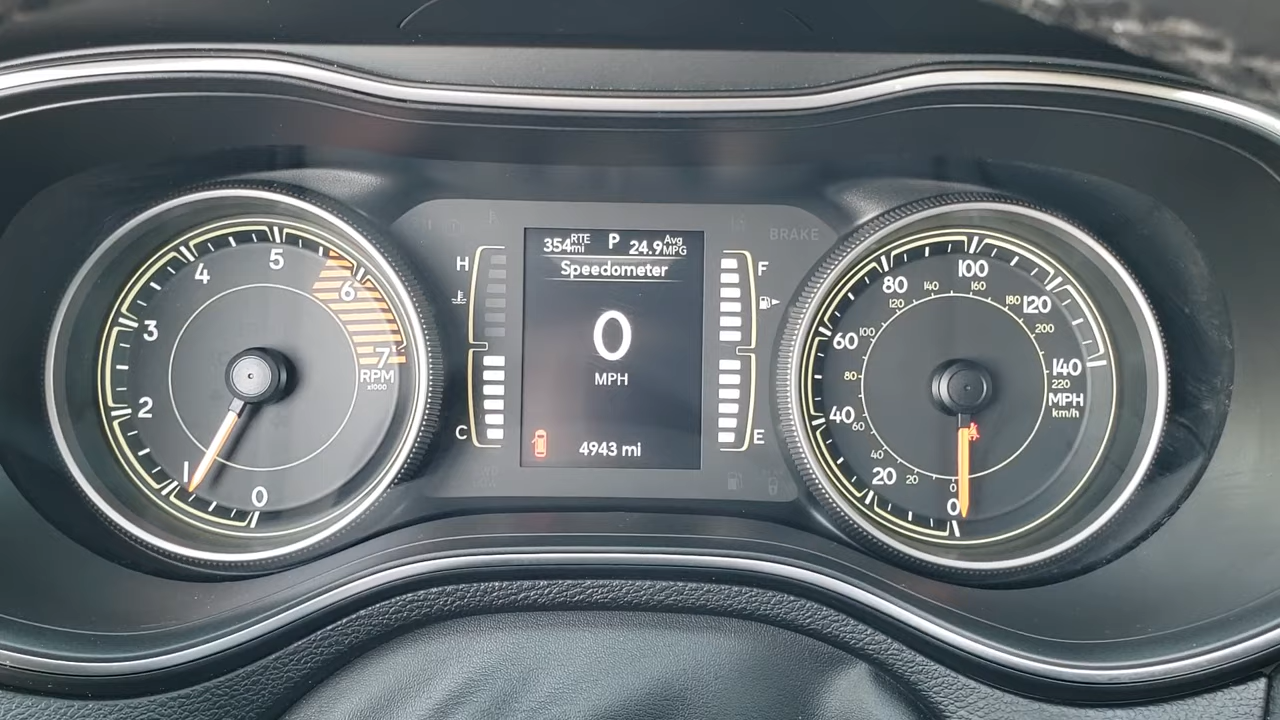 354 RTE mi P 24.9 Avg MPG
Speedometer
0
MPH
4943 mi
H
C
F
E
BRAKE
0
1
2
3
4
5
6
7
RPM
x1000
0
20
40
60
80
100
120
140
MPH
km/h
0
20
40
60
80
100
120
140
160
180
200
220